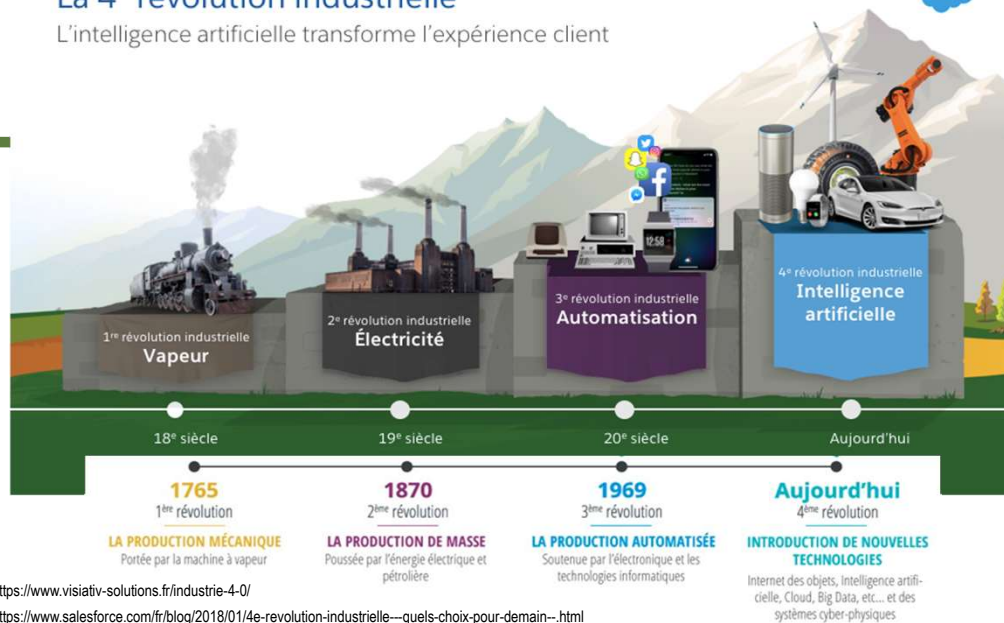 La 4e révolution industrielle
L'intelligence artificielle transforme l'expérience client
1re révolution industrielle
Vapeur
2e révolution industrielle
Électricité
3e révolution industrielle
Automatisation
4e révolution industrielle
Intelligence
artificielle
12:58
18e siècle
19e siècle
20e siècle
Aujourd'hui
1765
1ère révolution
LA PRODUCTION MÉCANIQUE
Portée par la machine à vapeur
1870
2ème révolution
LA PRODUCTION DE MASSE
Poussée par l'énergie électrique et
pétrolière
1969
3ème révolution
LA PRODUCTION AUTOMATISÉE
Soutenue par l'électronique et les
technologies informatiques
Aujourd'hui
4ème révolution
INTRODUCTION DE NOUVELLES
TECHNOLOGIES
Internet des objets, Intelligence artifi-
cielle, Cloud, Big Data, etc... et des
systèmes cyber-physiques
ttps://www.visiativ-solutions.fr/industrie-4-0/
ttps://www.salesforce.com/fr/blog/2018/01/4e-revolution-industrielle---quels-choix-pour-demain--.html